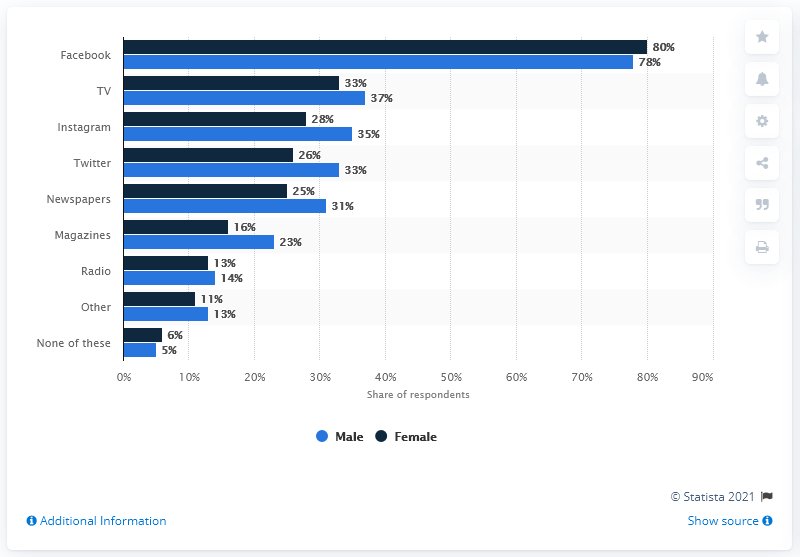 Facebook
80%
78%
TV
33%
37%
Instagram
28%
35%
Twitter
26%
33%
Newspapers
25%
31%
Magazines
16%
23%
Radio
13%
14%
Other
11%
13%
None of these
6%
5%
0% 10% 20% 30% 40% 50% 60% 70% 80% 90%
Share of respondents
Male Female
© Statista 2021
Additional Information Show source